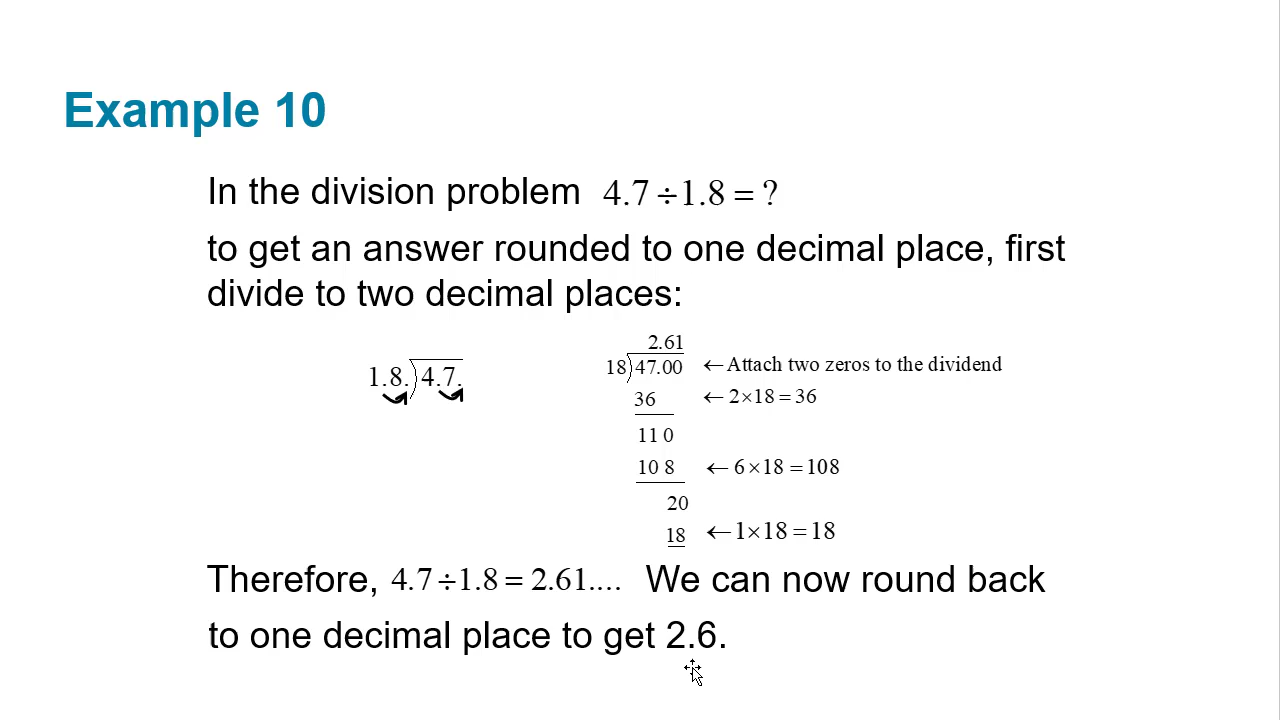 Example 10
In the division problem 4.7 ÷ 1.8 = ?
to get an answer rounded to one decimal place, first
divide to two decimal places:
1.8.)4.7.
2.61
18)47.00 ← Attach two zeros to the dividend
36 ← 2 × 18 = 36
11 0
10 8 ← 6 × 18 = 108
20
18 ← 1 × 18 = 18
Therefore, 4.7 ÷ 1.8 = 2.61.... We can now round back
to one decimal place to get 2.6.